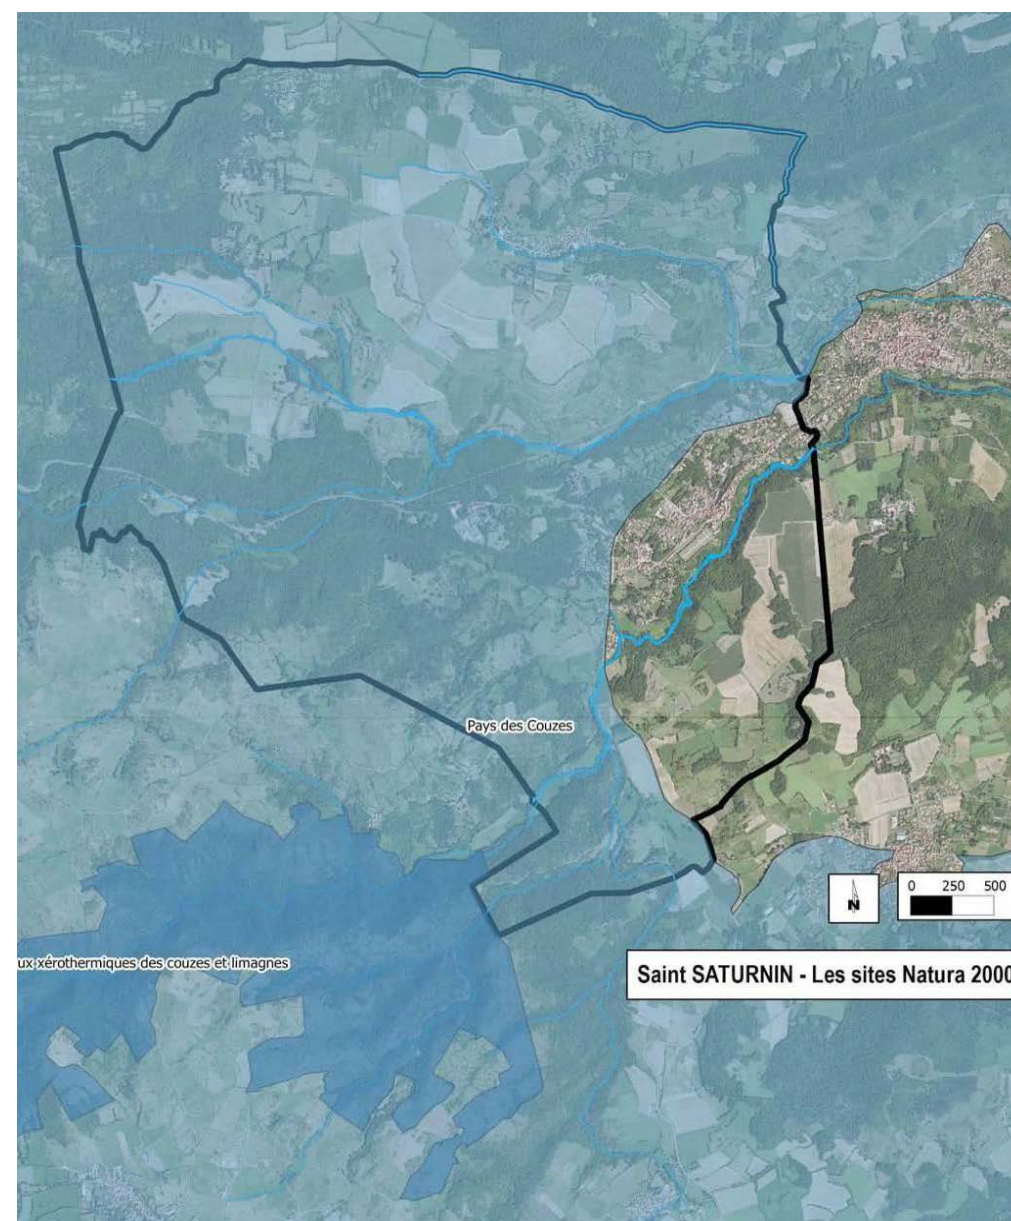 Pays des Couzes
ux xérothermiques des couzes et limagnes
N
0 250 500
Saint SATURNIN - Les sites Natura 2000